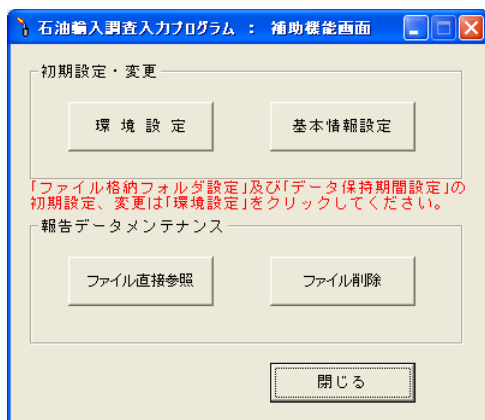 石油輸入調査入力プログラム ： 補助機能画面
初期設定・変更
環 境 設 定
基本情報設定
「ファイル格納フォルダ設定」及び「データ保持期間設定」の
初期設定、変更は「環境設定」をクリックしてください。
報告データメンテナンス
ファイル直接参照
ファイル削除
閉じる